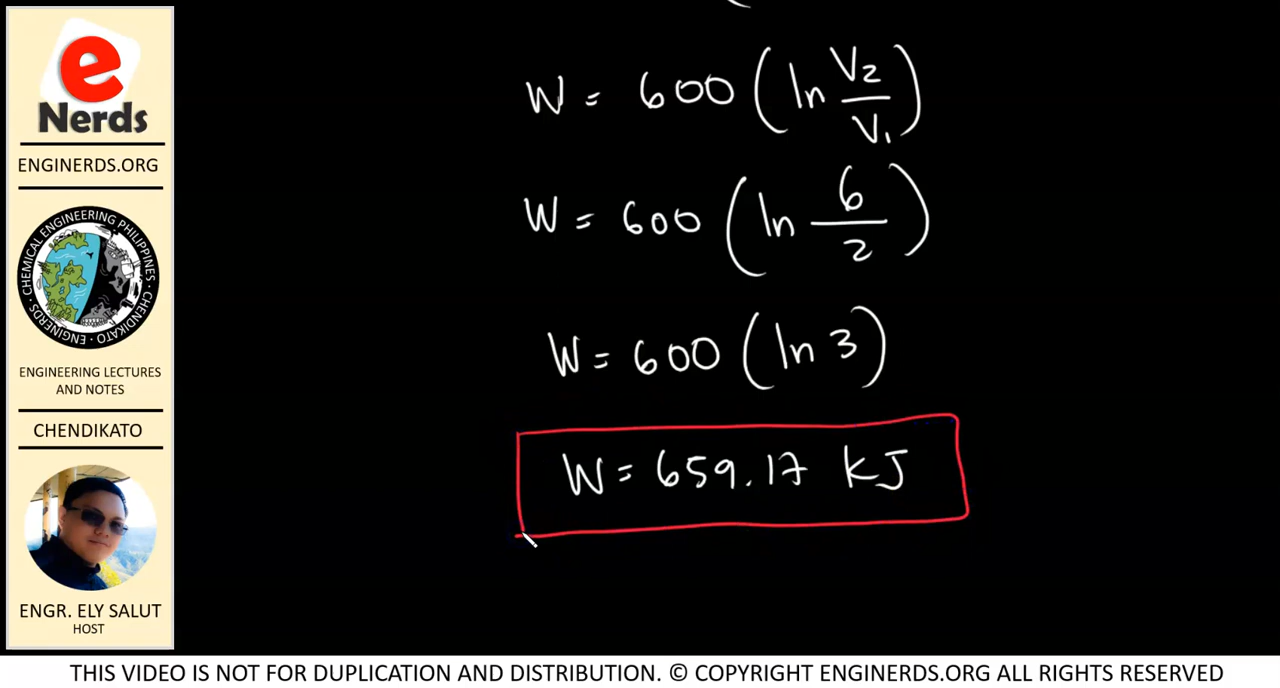 e
Nerds
ENGINERDS.ORG
CHEMICAL ENGINEERING PHILIPPINES
ENGINERDS · CHENDIKATO
ENGINEERING LECTURES
AND NOTES
CHENDIKATO
ENGR. ELY SALUT
HOST
W = 600 (ln V2/V1)
W = 600 (ln 6/2)
W = 600 (ln 3)
W = 659.17 KJ
THIS VIDEO IS NOT FOR DUPLICATION AND DISTRIBUTION. © COPYRIGHT ENGINERDS.ORG ALL RIGHTS RESERVED